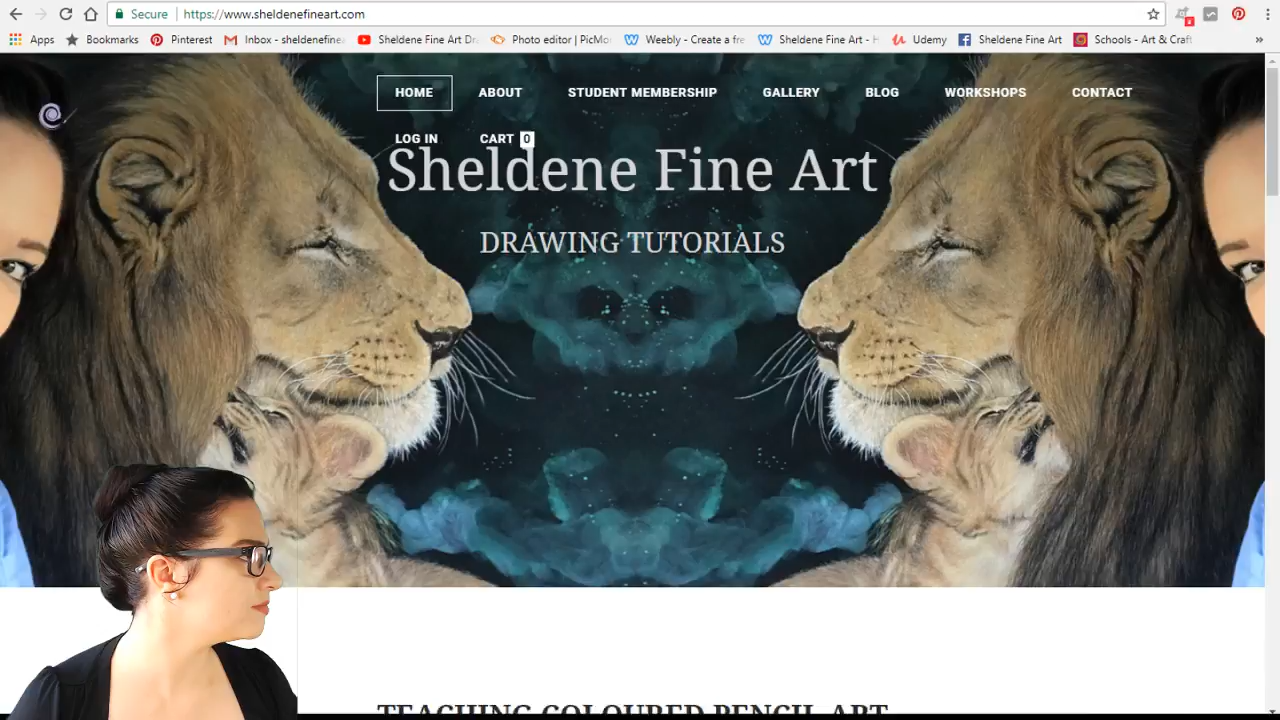 Secure https://www.sheldenefineart.com
Apps Bookmarks Pinterest Inbox - sheldenefine Sheldene Fine Art Dra Photo editor | PicMo Weebly - Create a fre Sheldene Fine Art - H Udemy Sheldene Fine Art Schools - Art & Craft »
HOME ABOUT STUDENT MEMBERSHIP GALLERY BLOG WORKSHOPS CONTACT
LOG IN CART 0
Sheldene Fine Art
DRAWING TUTORIALS
TEACHING COLOURED PENCIL ART